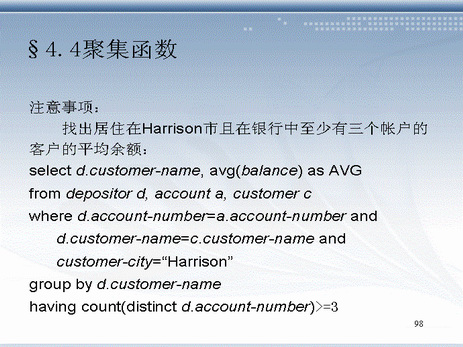 §4.4聚集函数
注意事项:
找出居住在Harrison市且在银行中至少有三个帐户的
客户的平均余额:
select d.customer-name, avg(balance) as AVG
from depositor d, account a, customer c
where d.account-number=a.account-number and
d.customer-name=c.customer-name and
customer-city=“Harrison”
group by d.customer-name
having count(distinct d.account-number)>=3
98